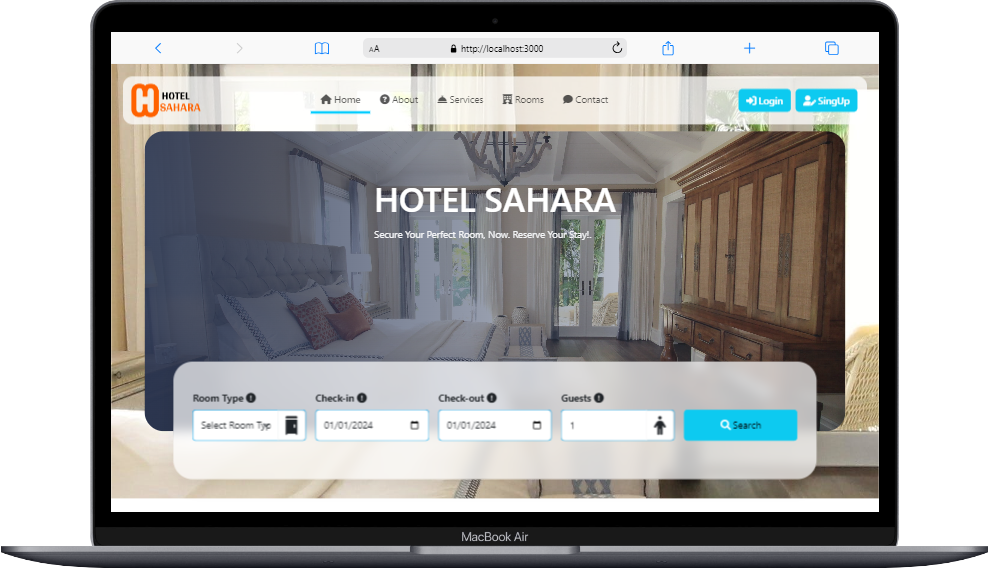 AA http://localhost:3000
HOTEL
SAHARA
Home About Services Rooms Contact
Login SingUp
HOTEL SAHARA
Secure Your Perfect Room, Now. Reserve Your Stay!.
Room Type Check-in Check-out Guests
Select Room Typ 01/01/2024 01/01/2024 1 Search
MacBook Air